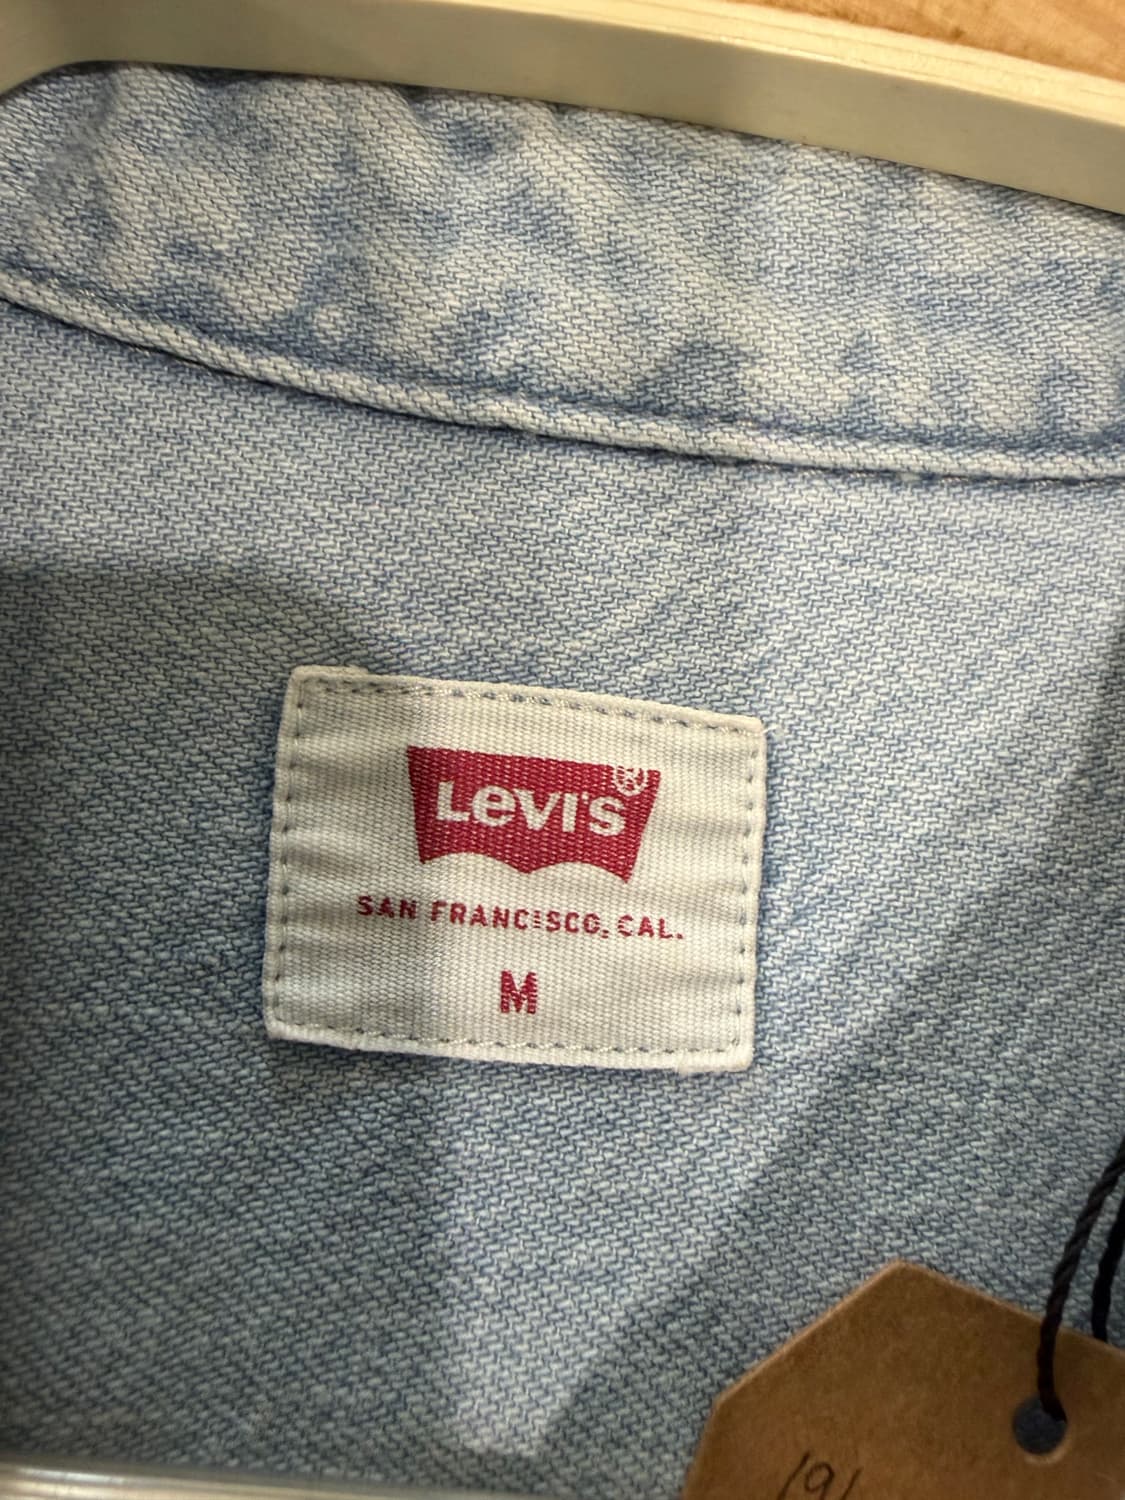 Levi's®
SAN FRANCISCO, CAL.
M